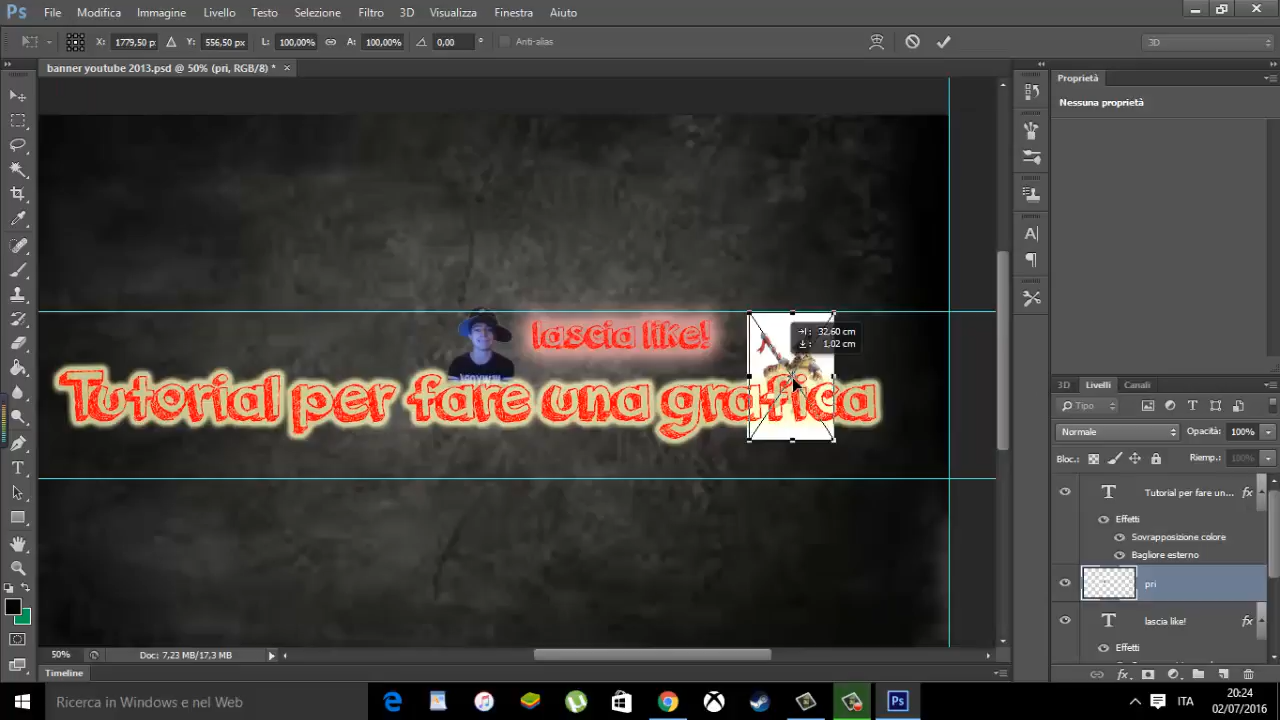 Ps File Modifica Immagine Livello Testo Selezione Filtro 3D Visualizza Finestra Aiuto
X: 1779,50 px Y: 556,50 px L: 100,00% A: 100,00% 0,00 ° Anti-alias 3D
banner youtube 2013.psd @ 50% (pri, RGB/8) * ×
Proprietà
Nessuna proprietà
lascia like!
32,60 cm
1,02 cm
Tutorial per fare una grafica
3D Livelli Canali
Tipo
Normale Opacità: 100%
Bloc.: Riemp.: 100%
T Tutorial per fare un... fx
Effetti
Sovrapposizione colore
Bagliore esterno
pri
T lascia like! fx
Effetti
50% Doc: 7,23 MB/17,3 MB
Timeline
Ricerca in Windows e nel Web
ITA
20:24
02/07/2016